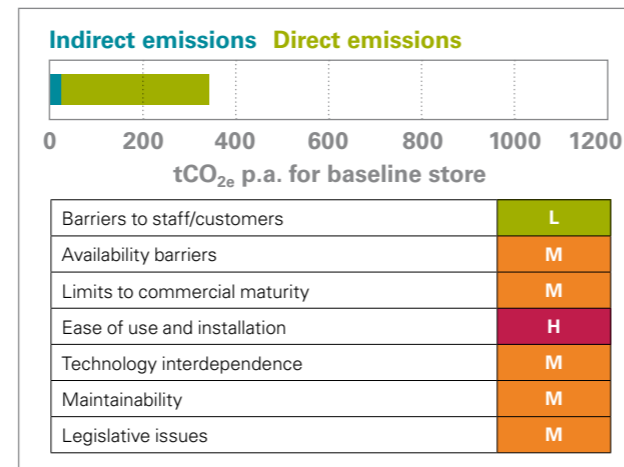 Indirect emissions Direct emissions
0 200 400 600 800 1000 1200
tCO2e p.a. for baseline store
Barriers to staff/customers L
Availability barriers M
Limits to commercial maturity M
Ease of use and installation H
Technology interdependence M
Maintainability M
Legislative issues M